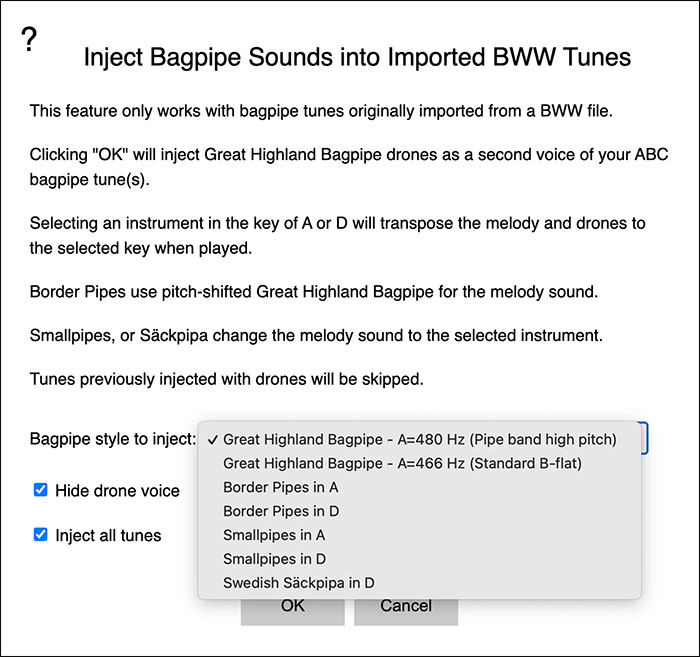 ?
Inject Bagpipe Sounds into Imported BWW Tunes
This feature only works with bagpipe tunes originally imported from a BWW file.
Clicking "OK" will inject Great Highland Bagpipe drones as a second voice of your ABC
bagpipe tune(s).
Selecting an instrument in the key of A or D will transpose the melody and drones to
the selected key when played.
Border Pipes use pitch-shifted Great Highland Bagpipe for the melody sound.
Smallpipes, or Säckpipa change the melody sound to the selected instrument.
Tunes previously injected with drones will be skipped.
Bagpipe style to inject:
✓ Great Highland Bagpipe - A=480 Hz (Pipe band high pitch)
Great Highland Bagpipe - A=466 Hz (Standard B-flat)
Border Pipes in A
Border Pipes in D
Smallpipes in A
Smallpipes in D
Swedish Säckpipa in D
Hide drone voice
Inject all tunes
OK
Cancel